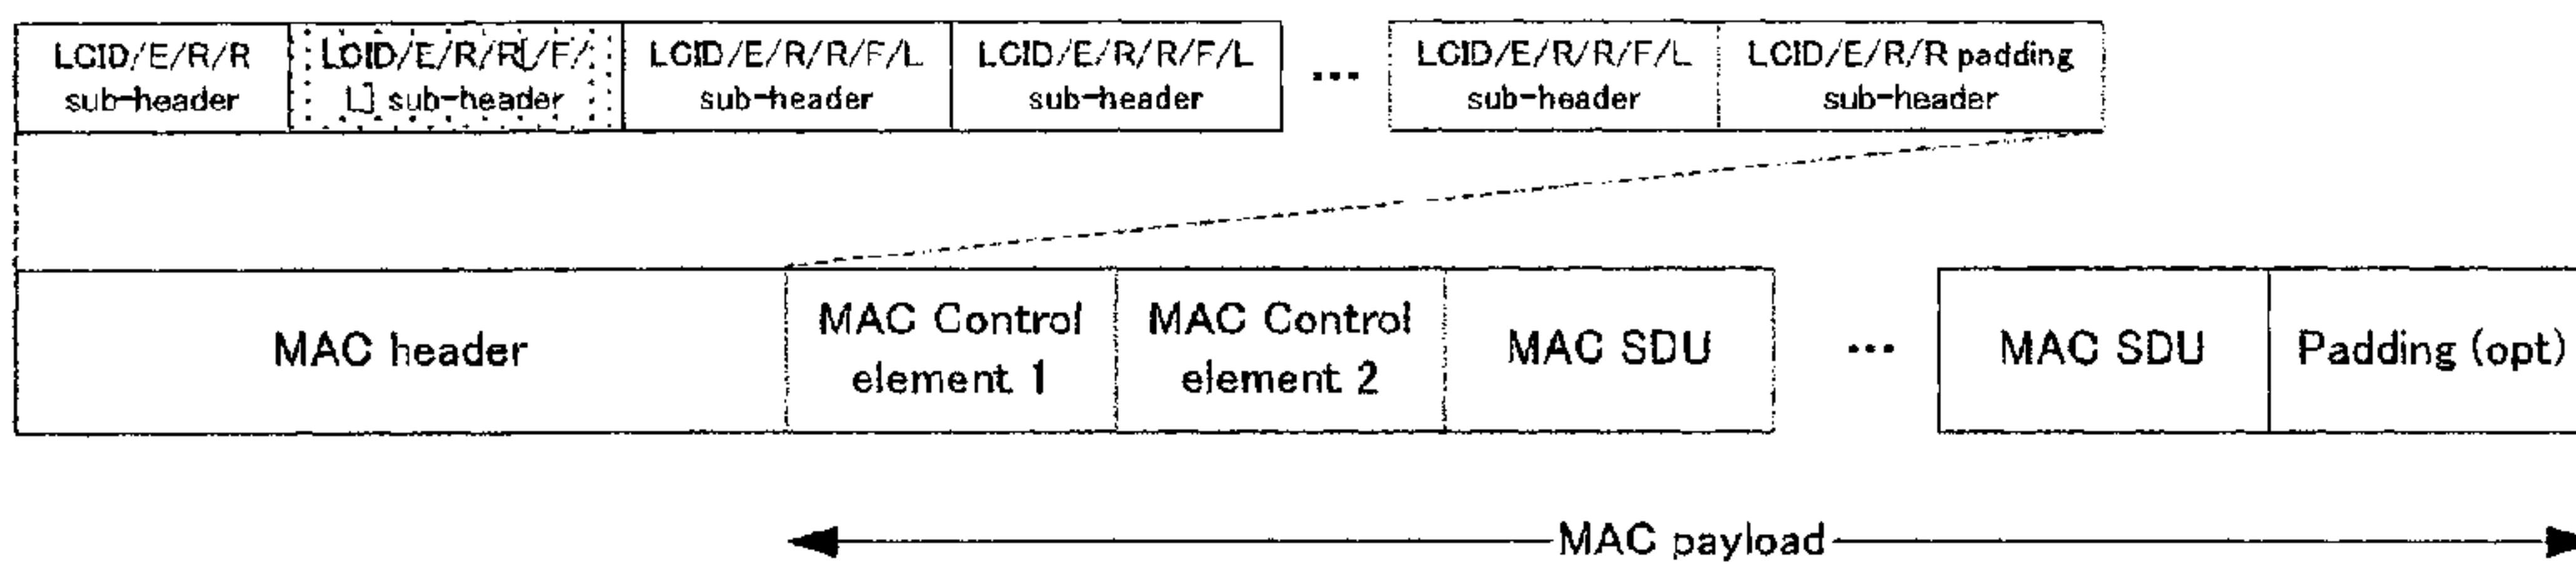 LCID/E/R/R
sub-header
LCID/E/R/R[/F/
L] sub-header
LCID/E/R/R/F/L
sub-header
LCID/E/R/R/F/L
sub-header
...
LCID/E/R/R/F/L
sub-header
LCID/E/R/R padding
sub-header
MAC header
MAC Control
element 1
MAC Control
element 2
MAC SDU
...
MAC SDU
Padding (opt)
MAC payload